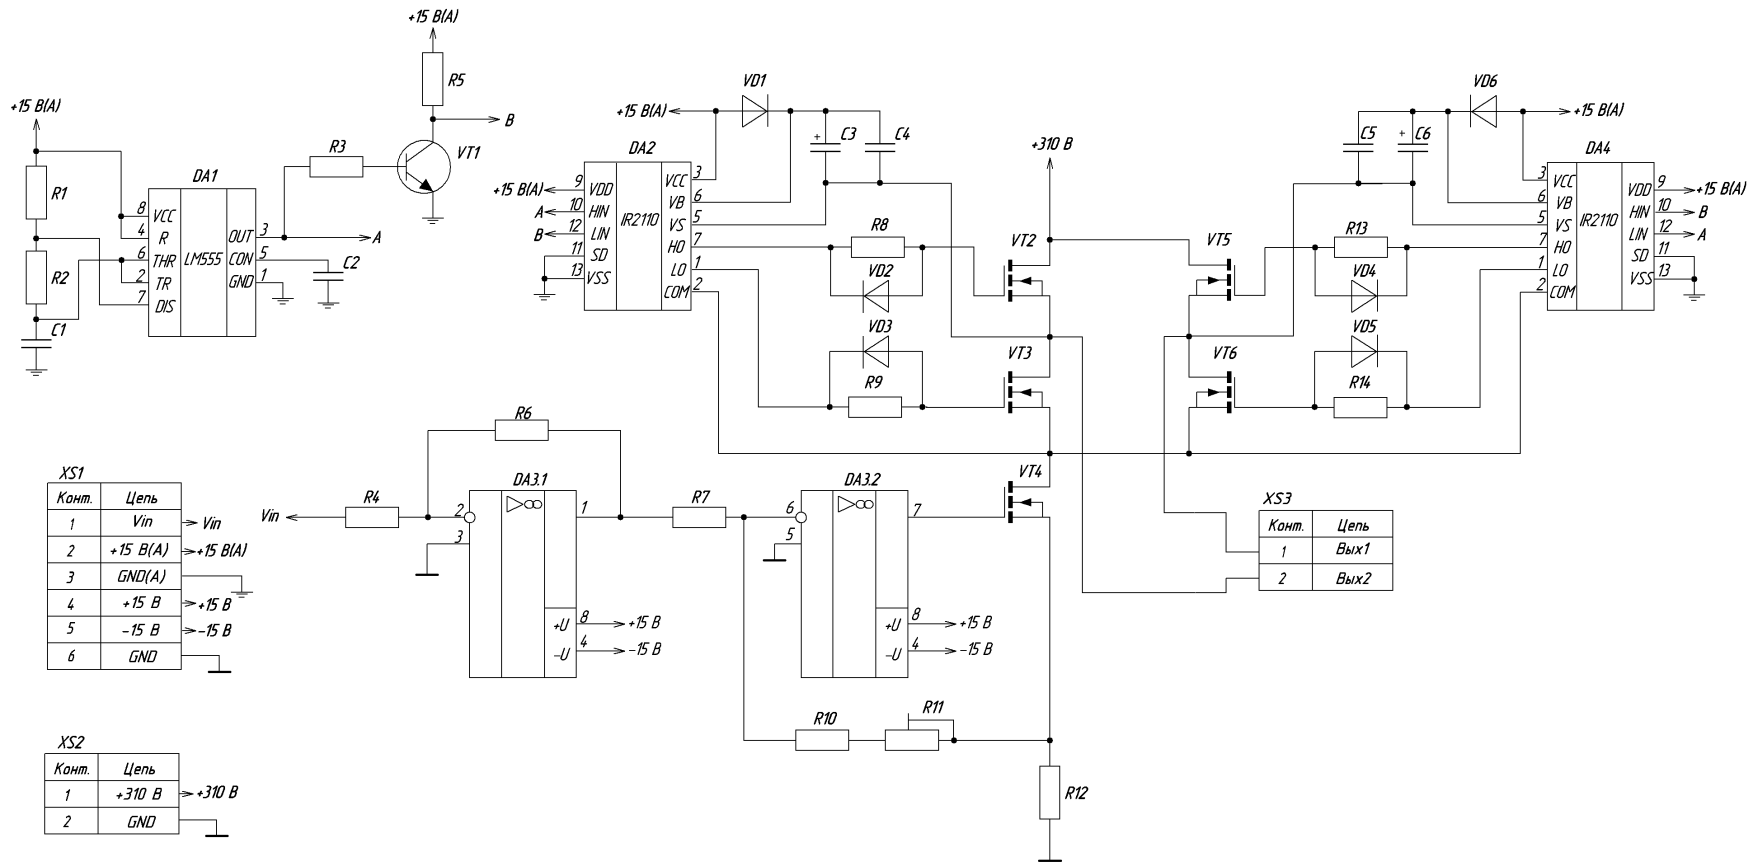 +15 В(А)
R5
В
VT1
R3
+15 В(А)
R1
R2
C1
DA1
LM555
8 VCC
4 R
6 THR
2 TR
7 DIS
OUT 3
CON 5
GND 1
А
C2
+15 В(А)
VD1
C3
+
C4
DA2
IR2110
+15 В(А) 9 VDD
А 10 HIN
В 12 LIN
11 SD
13 VSS
VCC 3
VB 6
VS 5
HO 7
LO 1
COM 2
R8
VD2
VD3
R9
+310 В
VT2
VT3
VT4
VT5
VT6
VD6
+15 В(А)
C5
+
C6
DA4
IR2110
3 VCC
6 VB
5 VS
7 HO
1 LO
2 COM
VDD 9 +15 В(А)
HIN 10 В
LIN 12 А
SD 11
VSS 13
R13
VD4
VD5
R14
R6
Vin
R4
DA3.1
▷∞
2
3
1
+U 8 +15 В
-U 4 -15 В
R7
DA3.2
▷∞
6
5
7
+U 8 +15 В
-U 4 -15 В
R10
R11
R12
XS1
Конт. Цепь
1 Vin Vin
2 +15 В(А) +15 В(А)
3 GND(A)
4 +15 В +15 В
5 -15 В -15 В
6 GND
XS2
Конт. Цепь
1 +310 В +310 В
2 GND
XS3
Конт. Цепь
1 Вых1
2 Вых2